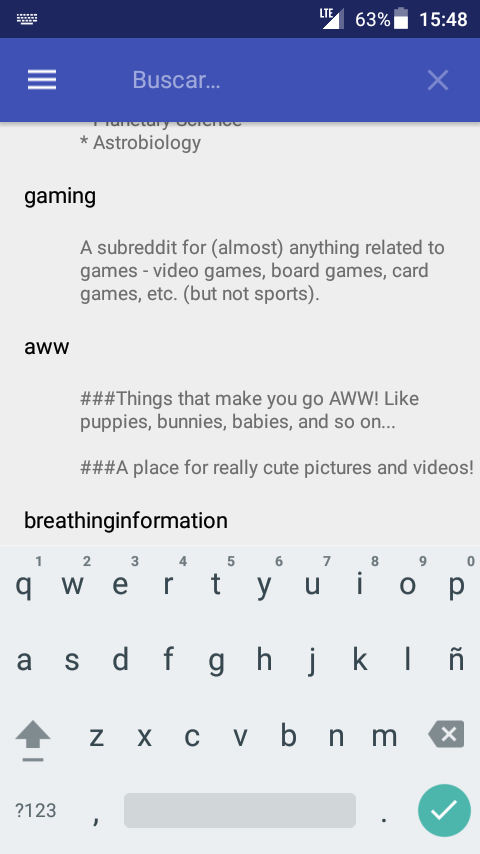 LTE 63% 15:48
Buscar...
* Planetary Science
* Astrobiology
gaming
A subreddit for (almost) anything related to
games - video games, board games, card
games, etc. (but not sports).
aww
###Things that make you go AWW! Like
puppies, bunnies, babies, and so on...
###A place for really cute pictures and videos!
breathinginformation
1 2 3 4 5 6 7 8 9 0
q w e r t y u i o p
a s d f g h j k l ñ
z x c v b n m
?123 , .